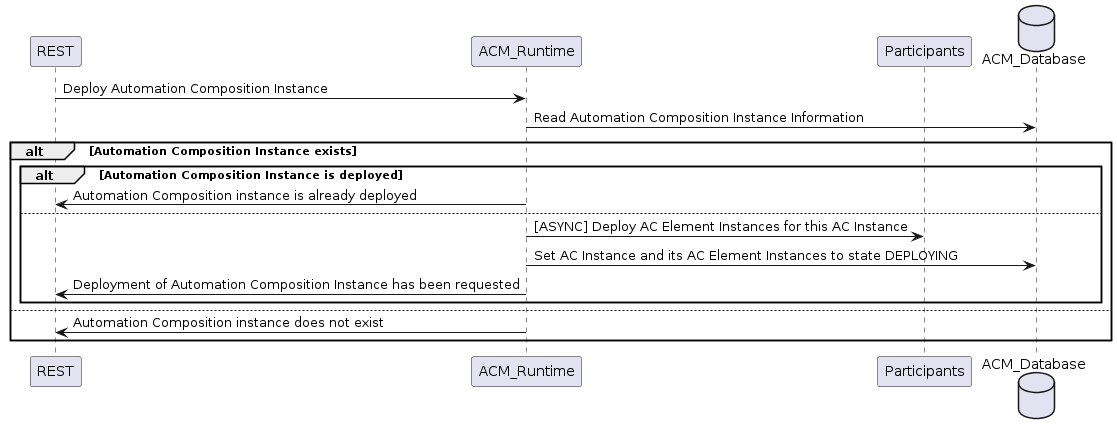 REST
ACM_Runtime
Participants
ACM_Database
Deploy Automation Composition Instance
Read Automation Composition Instance Information
alt [Automation Composition Instance exists]
alt [Automation Composition Instance is deployed]
Automation Composition instance is already deployed
[ASYNC] Deploy AC Element Instances for this AC Instance
Set AC Instance and its AC Element Instances to state DEPLOYING
Deployment of Automation Composition Instance has been requested
Automation Composition instance does not exist
REST
ACM_Runtime
Participants
ACM_Database